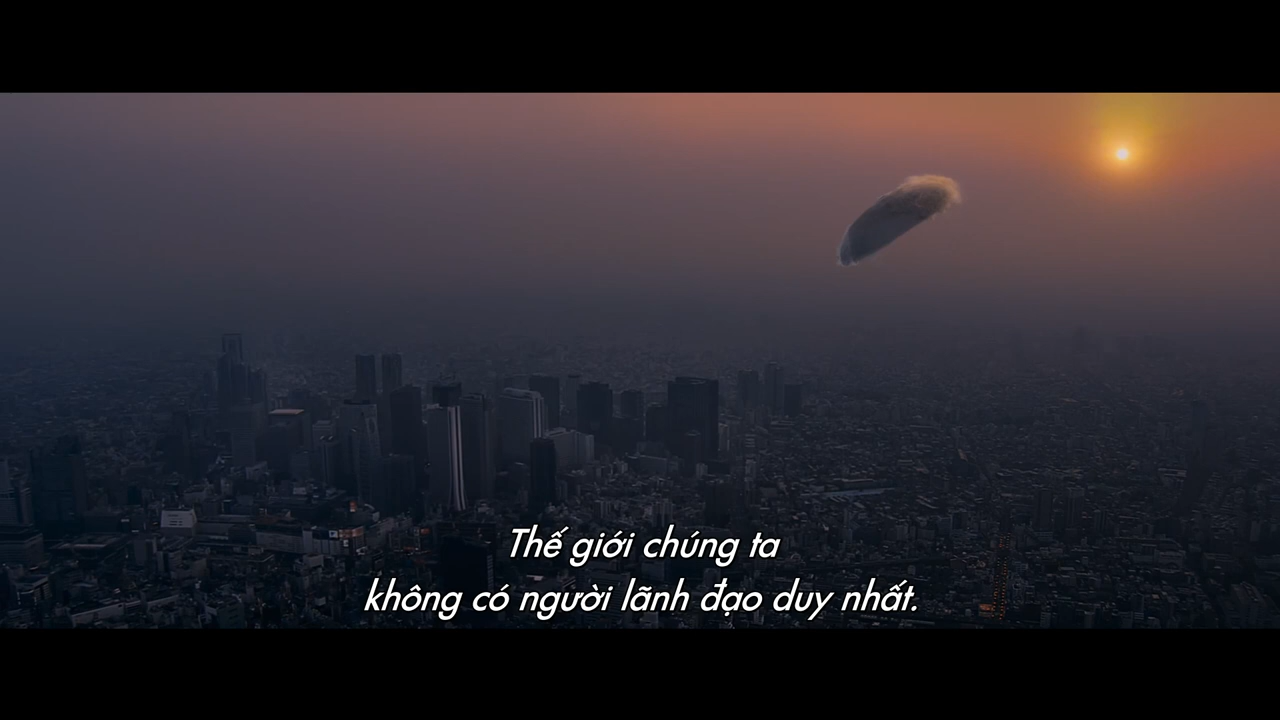 Thế giới chúng ta
không có người lãnh đạo duy nhất.